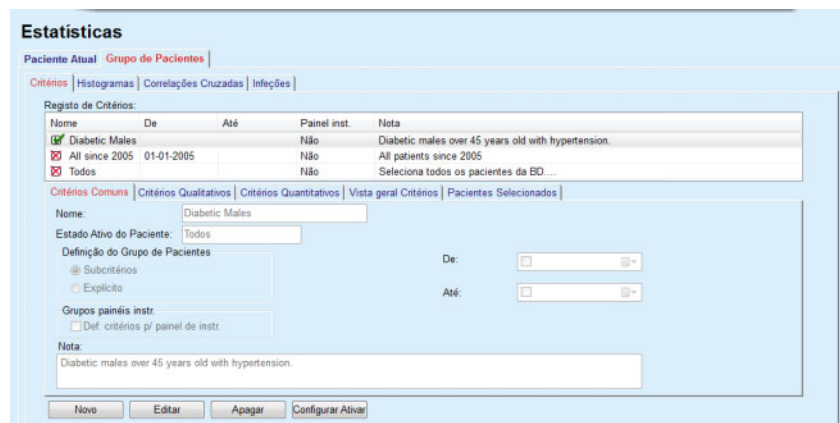 Estatísticas
Paciente Atual Grupo de Pacientes
Critérios Histogramas Correlações Cruzadas Infeções
Registo de Critérios:
Nome De Até Painel inst. Nota
Diabetic Males Não Diabetic males over 45 years old with hypertension.
All since 2005 01-01-2005 Não All patients since 2005
Todos Não Seleciona todos os pacientes da BD....
Critérios Comuns Critérios Qualitativos Critérios Quantitativos Vista geral Critérios Pacientes Selecionados
Nome: Diabetic Males
Estado Ativo do Paciente: Todos
Definição do Grupo de Pacientes
De:
Subcritérios
Explícito
Até:
Grupos painéis instr.
Def. critérios p/ painel de instr.
Nota:
Diabetic males over 45 years old with hypertension.
Novo Editar Apagar Configurar Ativar